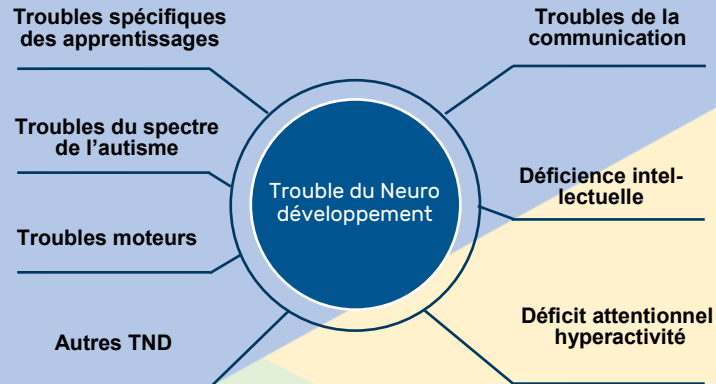 Troubles spécifiques
des apprentissages
Troubles du spectre
de l'autisme
Troubles moteurs
Autres TND
Trouble du Neuro
développement
Troubles de la
communication
Déficience intel-
lectuelle
Déficit attentionnel
hyperactivité